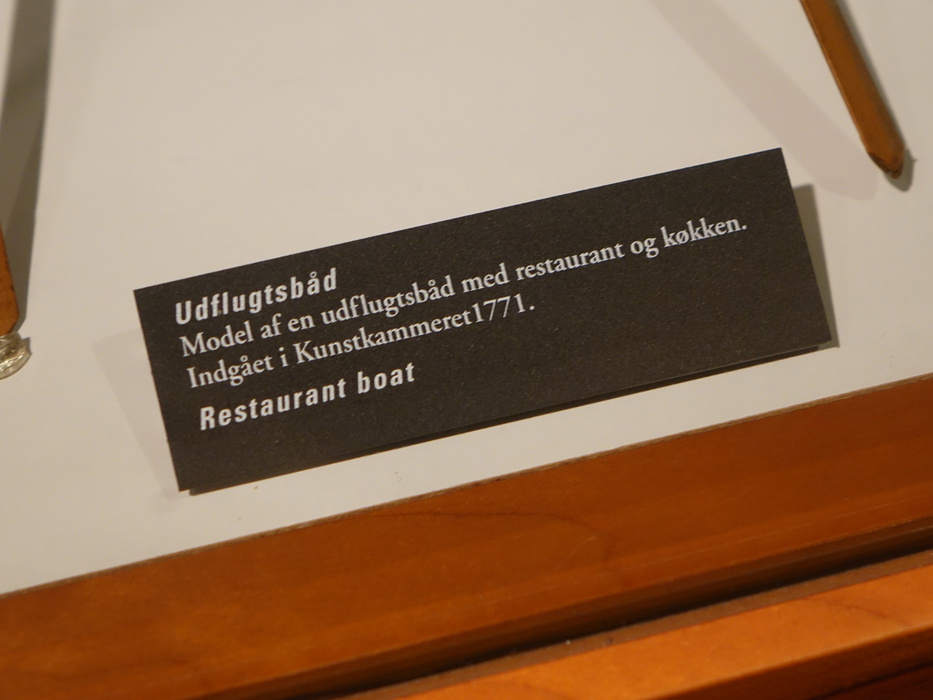 Udflugtsbåd
Model af en udflugtsbåd med restaurant og køkken.
Indgået i Kunstkammeret1771.
Restaurant boat